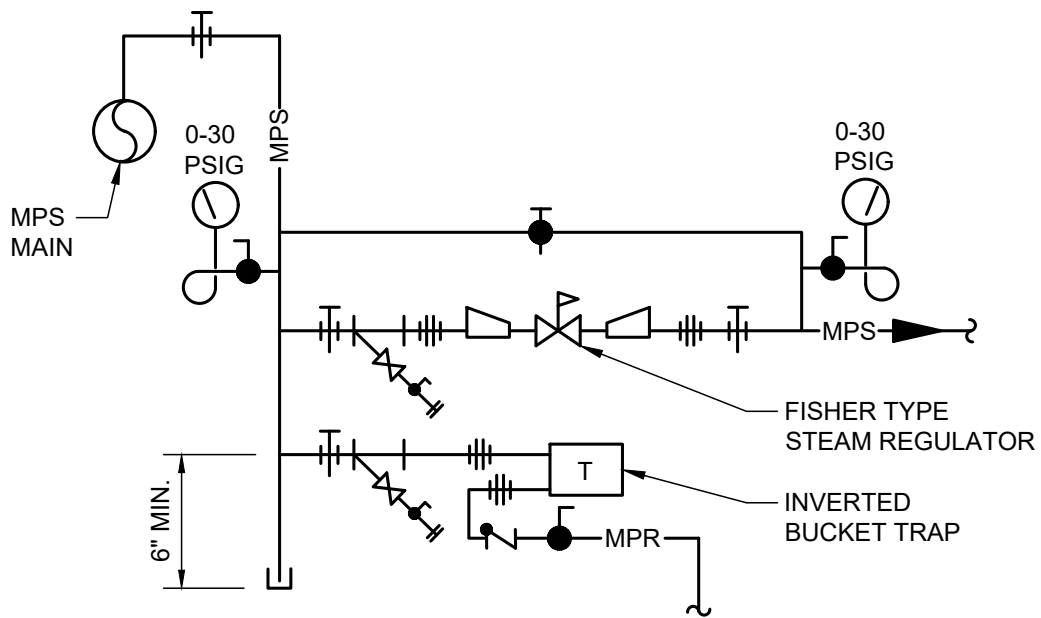 MPS
0-30
PSIG
0-30
PSIG
MPS
MAIN
MPS
FISHER TYPE
STEAM REGULATOR
T
INVERTED
BUCKET TRAP
6" MIN.
MPR